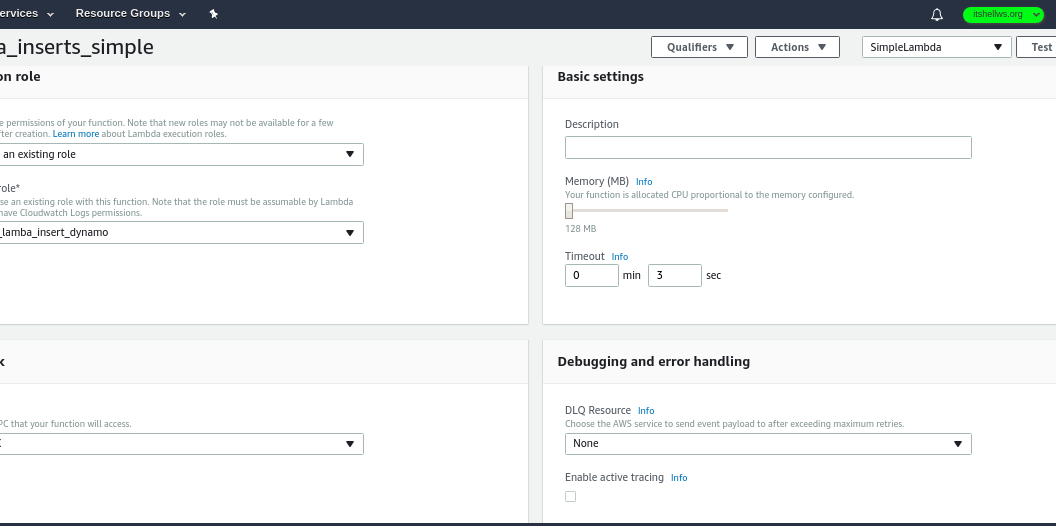 ervices Resource Groups itshellws.org
a_inserts_simple Qualifiers Actions SimpleLambda Test
on role
e permissions of your function. Note that new roles may not be available for a few
fter creation. Learn more about Lambda execution roles.
an existing role
role*
se an existing role with this function. Note that the role must be assumable by Lambda
have Cloudwatch Logs permissions.
_lamba_insert_dynamo
Basic settings
Description
Memory (MB) Info
Your function is allocated CPU proportional to the memory configured.
128 MB
Timeout Info
0 min 3 sec
k
PC that your function will access.
C
Debugging and error handling
DLQ Resource Info
Choose the AWS service to send event payload to after exceeding maximum retries.
None
Enable active tracing Info